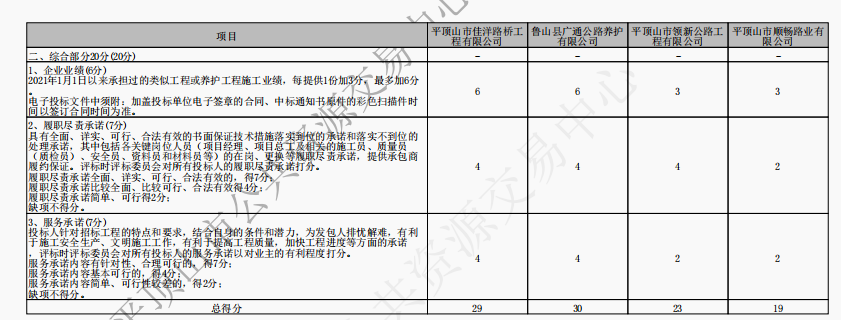 项目 平顶山市佳洋路桥工程有限公司 鲁山县广通公路养护有限公司 平顶山市领新公路工程有限公司 平顶山市顺畅路业有限公司
二、综合部分20分(20分) - - - -
1、企业业绩(6分)
2021年1月1日以来承担过的类似工程或养护工程施工业绩，每提供1份加3分，最多加6分
。
电子投标文件中须附：加盖投标单位电子签章的合同、中标通知书原件的彩色扫描件时
间以签订合同时间为准。
6 6 3 3
2、履职尽责承诺(7分)
具有全面、详实、可行、合法有效的书面保证技术措施落实到位的承诺和落实不到位的
处理承诺，其中包括各关键岗位人员（项目经理、项目总工及相关的施工员、质量员
（质检员）、安全员、资料员和材料员等）的在岗、更换等履职尽责承诺，提供承包商
履约保证。评标时评标委员会对所有投标人的履职尽责承诺打分。
履职尽责承诺全面、详实、可行、合法有效的，得7分；
履职尽责承诺比较全面、比较可行、合法有效得4分；
履职尽责承诺简单、可行得2分；
缺项不得分。
4 4 4 2
3、服务承诺(7分)
投标人针对招标工程的特点和要求，结合自身的条件和潜力，为发包人排忧解难，有利
于施工安全生产、文明施工工作，有利于提高工程质量，加快工程进度等方面的承诺
，评标时评标委员会对所有投标人的服务承诺以对业主的有利程度打分。
服务承诺内容有针对性、合理可行的，得7分；
服务承诺内容基本可行的，得4分；
服务承诺内容简单、可行性较差的，得2分；
缺项不得分。
4 4 2 2
总得分 29 30 23 19
平顶山市公共资源交易中心
公共资源交易中心